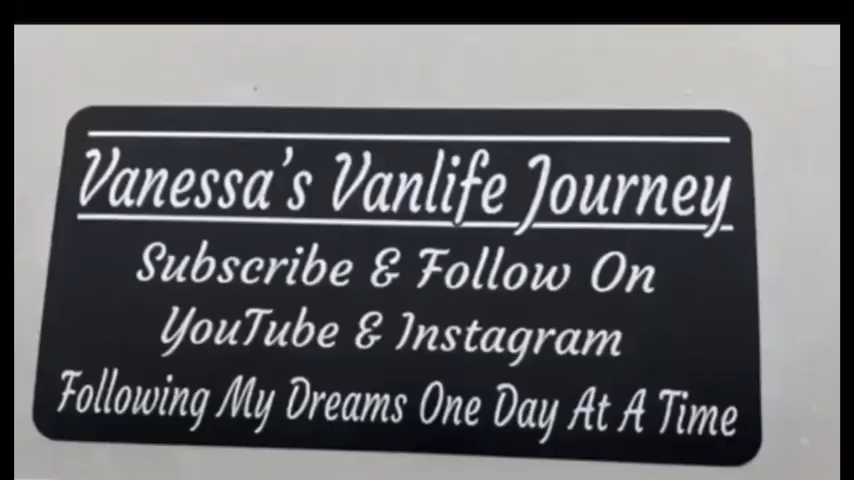 Vanessa's Vanlife Journey
Subscribe & Follow On
YouTube & Instagram
Following My Dreams One Day At A Time